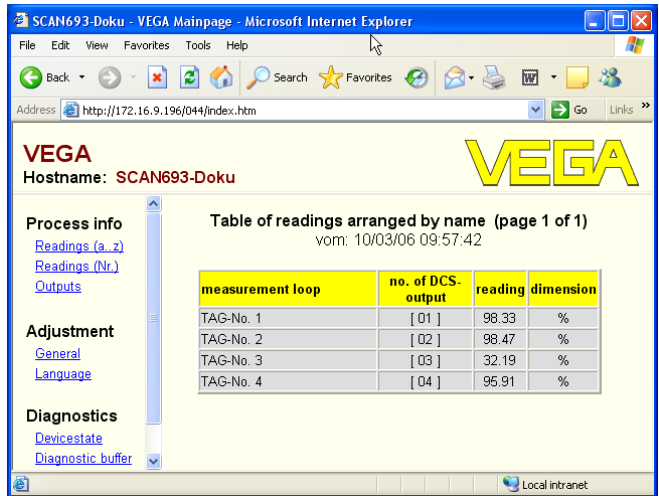 SCAN693-Doku - VEGA Mainpage - Microsoft Internet Explorer
File Edit View Favorites Tools Help
Back Search Favorites
Address http://172.16.9.196/044/index.htm Go Links »
VEGA
Hostname: SCAN693-Doku
VEGA
Process info
Readings (a..z)
Readings (Nr.)
Outputs
Adjustment
General
Language
Diagnostics
Devicestate
Diagnostic buffer
Table of readings arranged by name (page 1 of 1)
vom: 10/03/06 09:57:42
measurement loop no. of DCS-output reading dimension
TAG-No. 1 [ 01 ] 98.33 %
TAG-No. 2 [ 02 ] 98.47 %
TAG-No. 3 [ 03 ] 32.19 %
TAG-No. 4 [ 04 ] 95.91 %
Local intranet